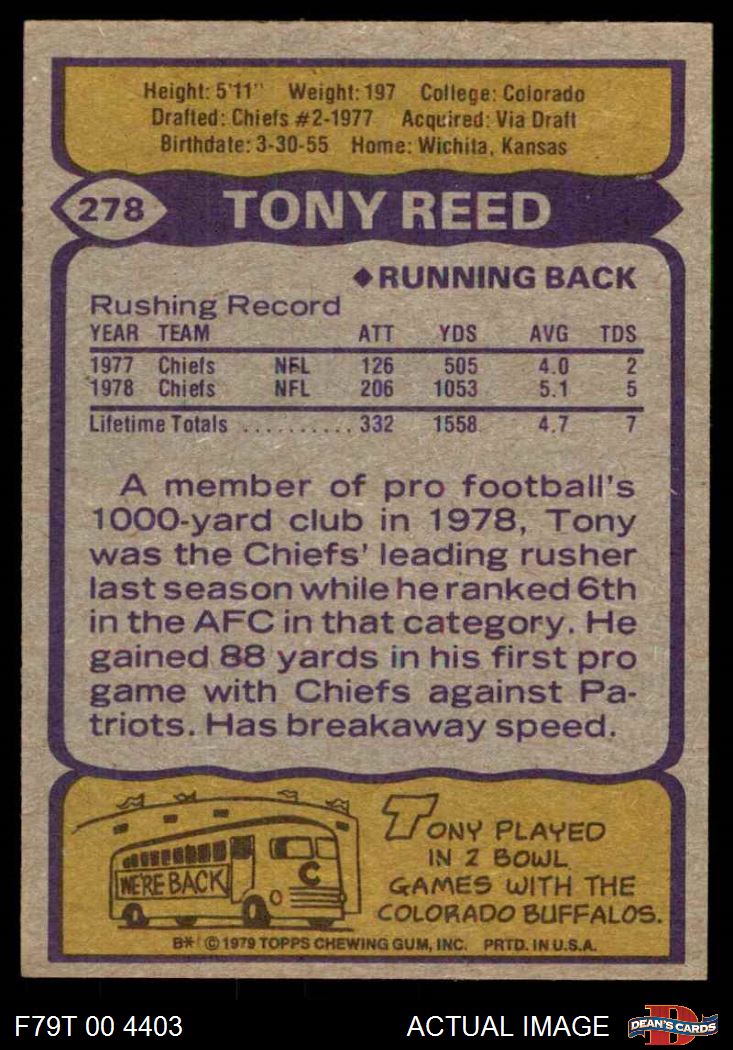 Height: 5'11" Weight: 197 College: Colorado
Drafted: Chiefs #2-1977 Acquired: Via Draft
Birthdate: 3-30-55 Home: Wichita, Kansas
278 TONY REED
◆RUNNING BACK
Rushing Record
YEAR TEAM ATT YDS AVG TDS
1977 Chiefs NFL 126 505 4.0 2
1978 Chiefs NFL 206 1053 5.1 5
Lifetime Totals .......... 332 1558 4.7 7
A member of pro football's
1000-yard club in 1978, Tony
was the Chiefs' leading rusher
last season while he ranked 6th
in the AFC in that category. He
gained 88 yards in his first pro
game with Chiefs against Pa-
triots. Has breakaway speed.
WE'RE BACK
C
TONY PLAYED
IN 2 BOWL
GAMES WITH THE
COLORADO BUFFALOS.
B* © 1979 TOPPS CHEWING GUM, INC. PRTD. IN U.S.A.
F79T 00 4403 ACTUAL IMAGE D DEAN'S CARDS